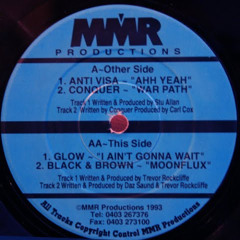 MMR
PRODUCTIONS
A~Other Side
1. ANTI VISA ~ "AHH YEAH"
2. CONQUER ~ "WAR PATH"
Track 1 Written & Produced by Stu Allan
Track 2 Written by Conquer Produced by Carl Cox
AA~This Side
1. GLOW ~ "I AIN'T GONNA WAIT"
2. BLACK & BROWN ~ "MOONFLUX"
Track 1 Written & Produced by Trevor Rockcliffe
Track 2 Written & Produced by Daz Saund & Trevor Rockcliffe
©MMR Productions 1993
Tel: 0403 267376
Fax: 0403 273100
All Tracks Copyright Control MMR Productions